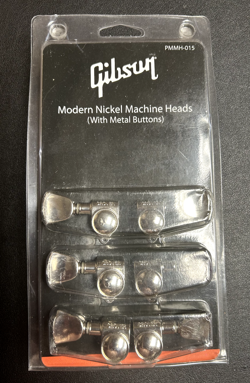 PMMH-015
Gibson
Modern Nickel Machine Heads
(With Metal Buttons)